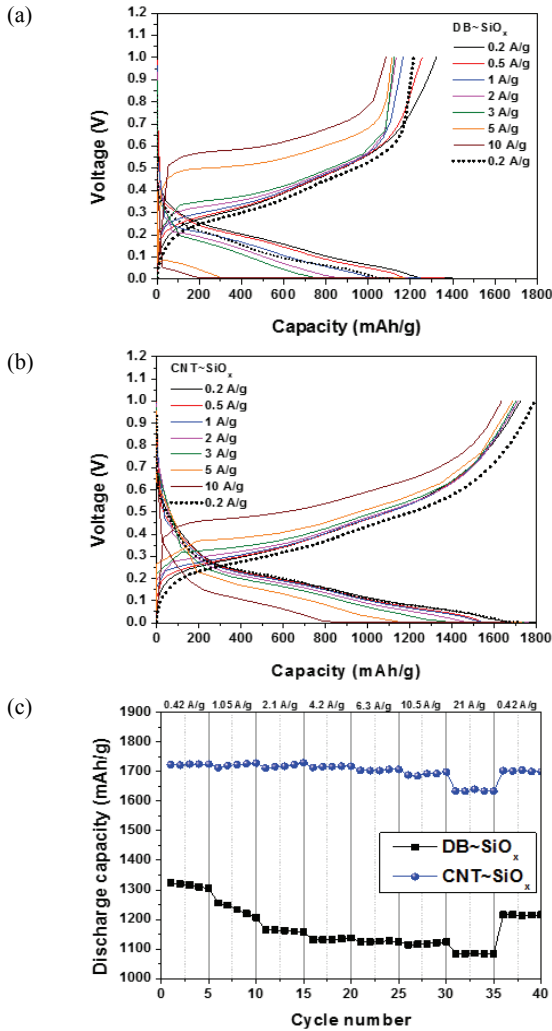 (a)
DB~SiOx
0.2 A/g
0.5 A/g
1 A/g
2 A/g
3 A/g
5 A/g
10 A/g
0.2 A/g
1.2
1.1
1.0
0.9
0.8
0.7
0.6
0.5
0.4
0.3
0.2
0.1
0.0
Voltage (V)
0 200 400 600 800 1000 1200 1400 1600 1800
Capacity (mAh/g)
(b)
CNT~SiOx
0.2 A/g
0.5 A/g
1 A/g
2 A/g
3 A/g
5 A/g
10 A/g
0.2 A/g
1.2
1.1
1.0
0.9
0.8
0.7
0.6
0.5
0.4
0.3
0.2
0.1
0.0
Voltage (V)
0 200 400 600 800 1000 1200 1400 1600 1800
Capacity (mAh/g)
(c)
0.42 A/g 1.05 A/g 2.1 A/g 4.2 A/g 6.3 A/g 10.5 A/g 21 A/g 0.42 A/g
1900
1800
1700
1600
1500
1400
1300
1200
1100
1000
Discharge capacity (mAh/g)
DB~SiOx
CNT~SiOx
0 5 10 15 20 25 30 35 40
Cycle number